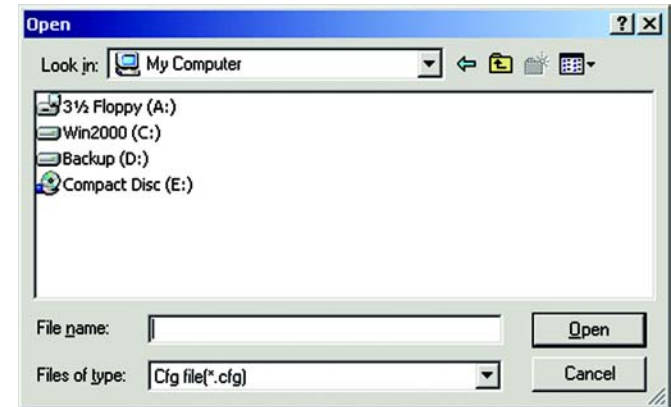 Open
Look in: My Computer
3½ Floppy (A:)
Win2000 (C:)
Backup (D:)
Compact Disc (E:)
File name:
Open
Files of type: Cfg file(*.cfg)
Cancel